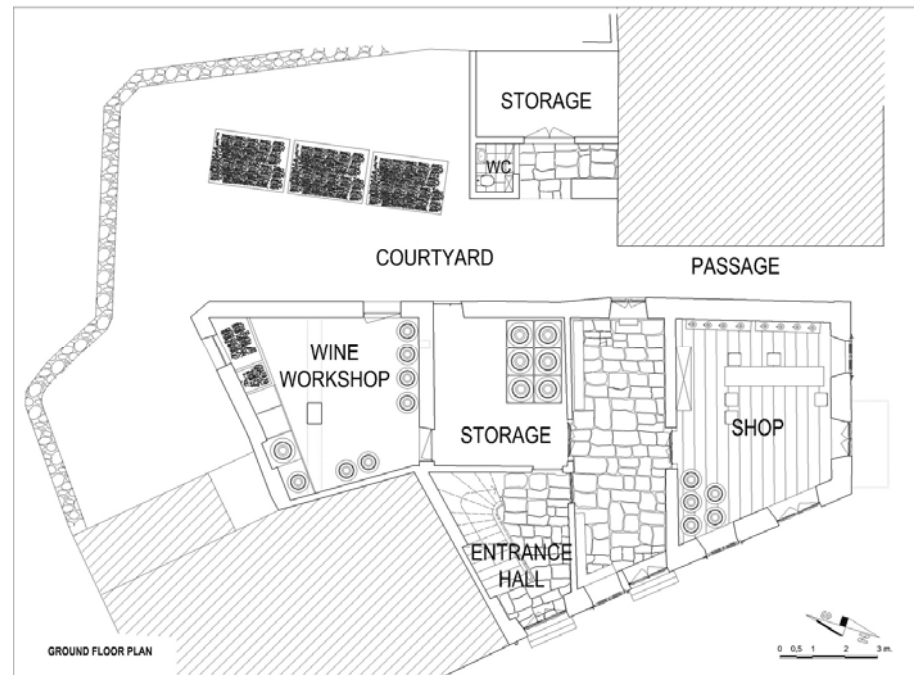 STORAGE
WC
COURTYARD
PASSAGE
WINE
WORKSHOP
STORAGE
SHOP
ENTRANCE
HALL
GROUND FLOOR PLAN
S
N
0 0,5 1 2 3 m.